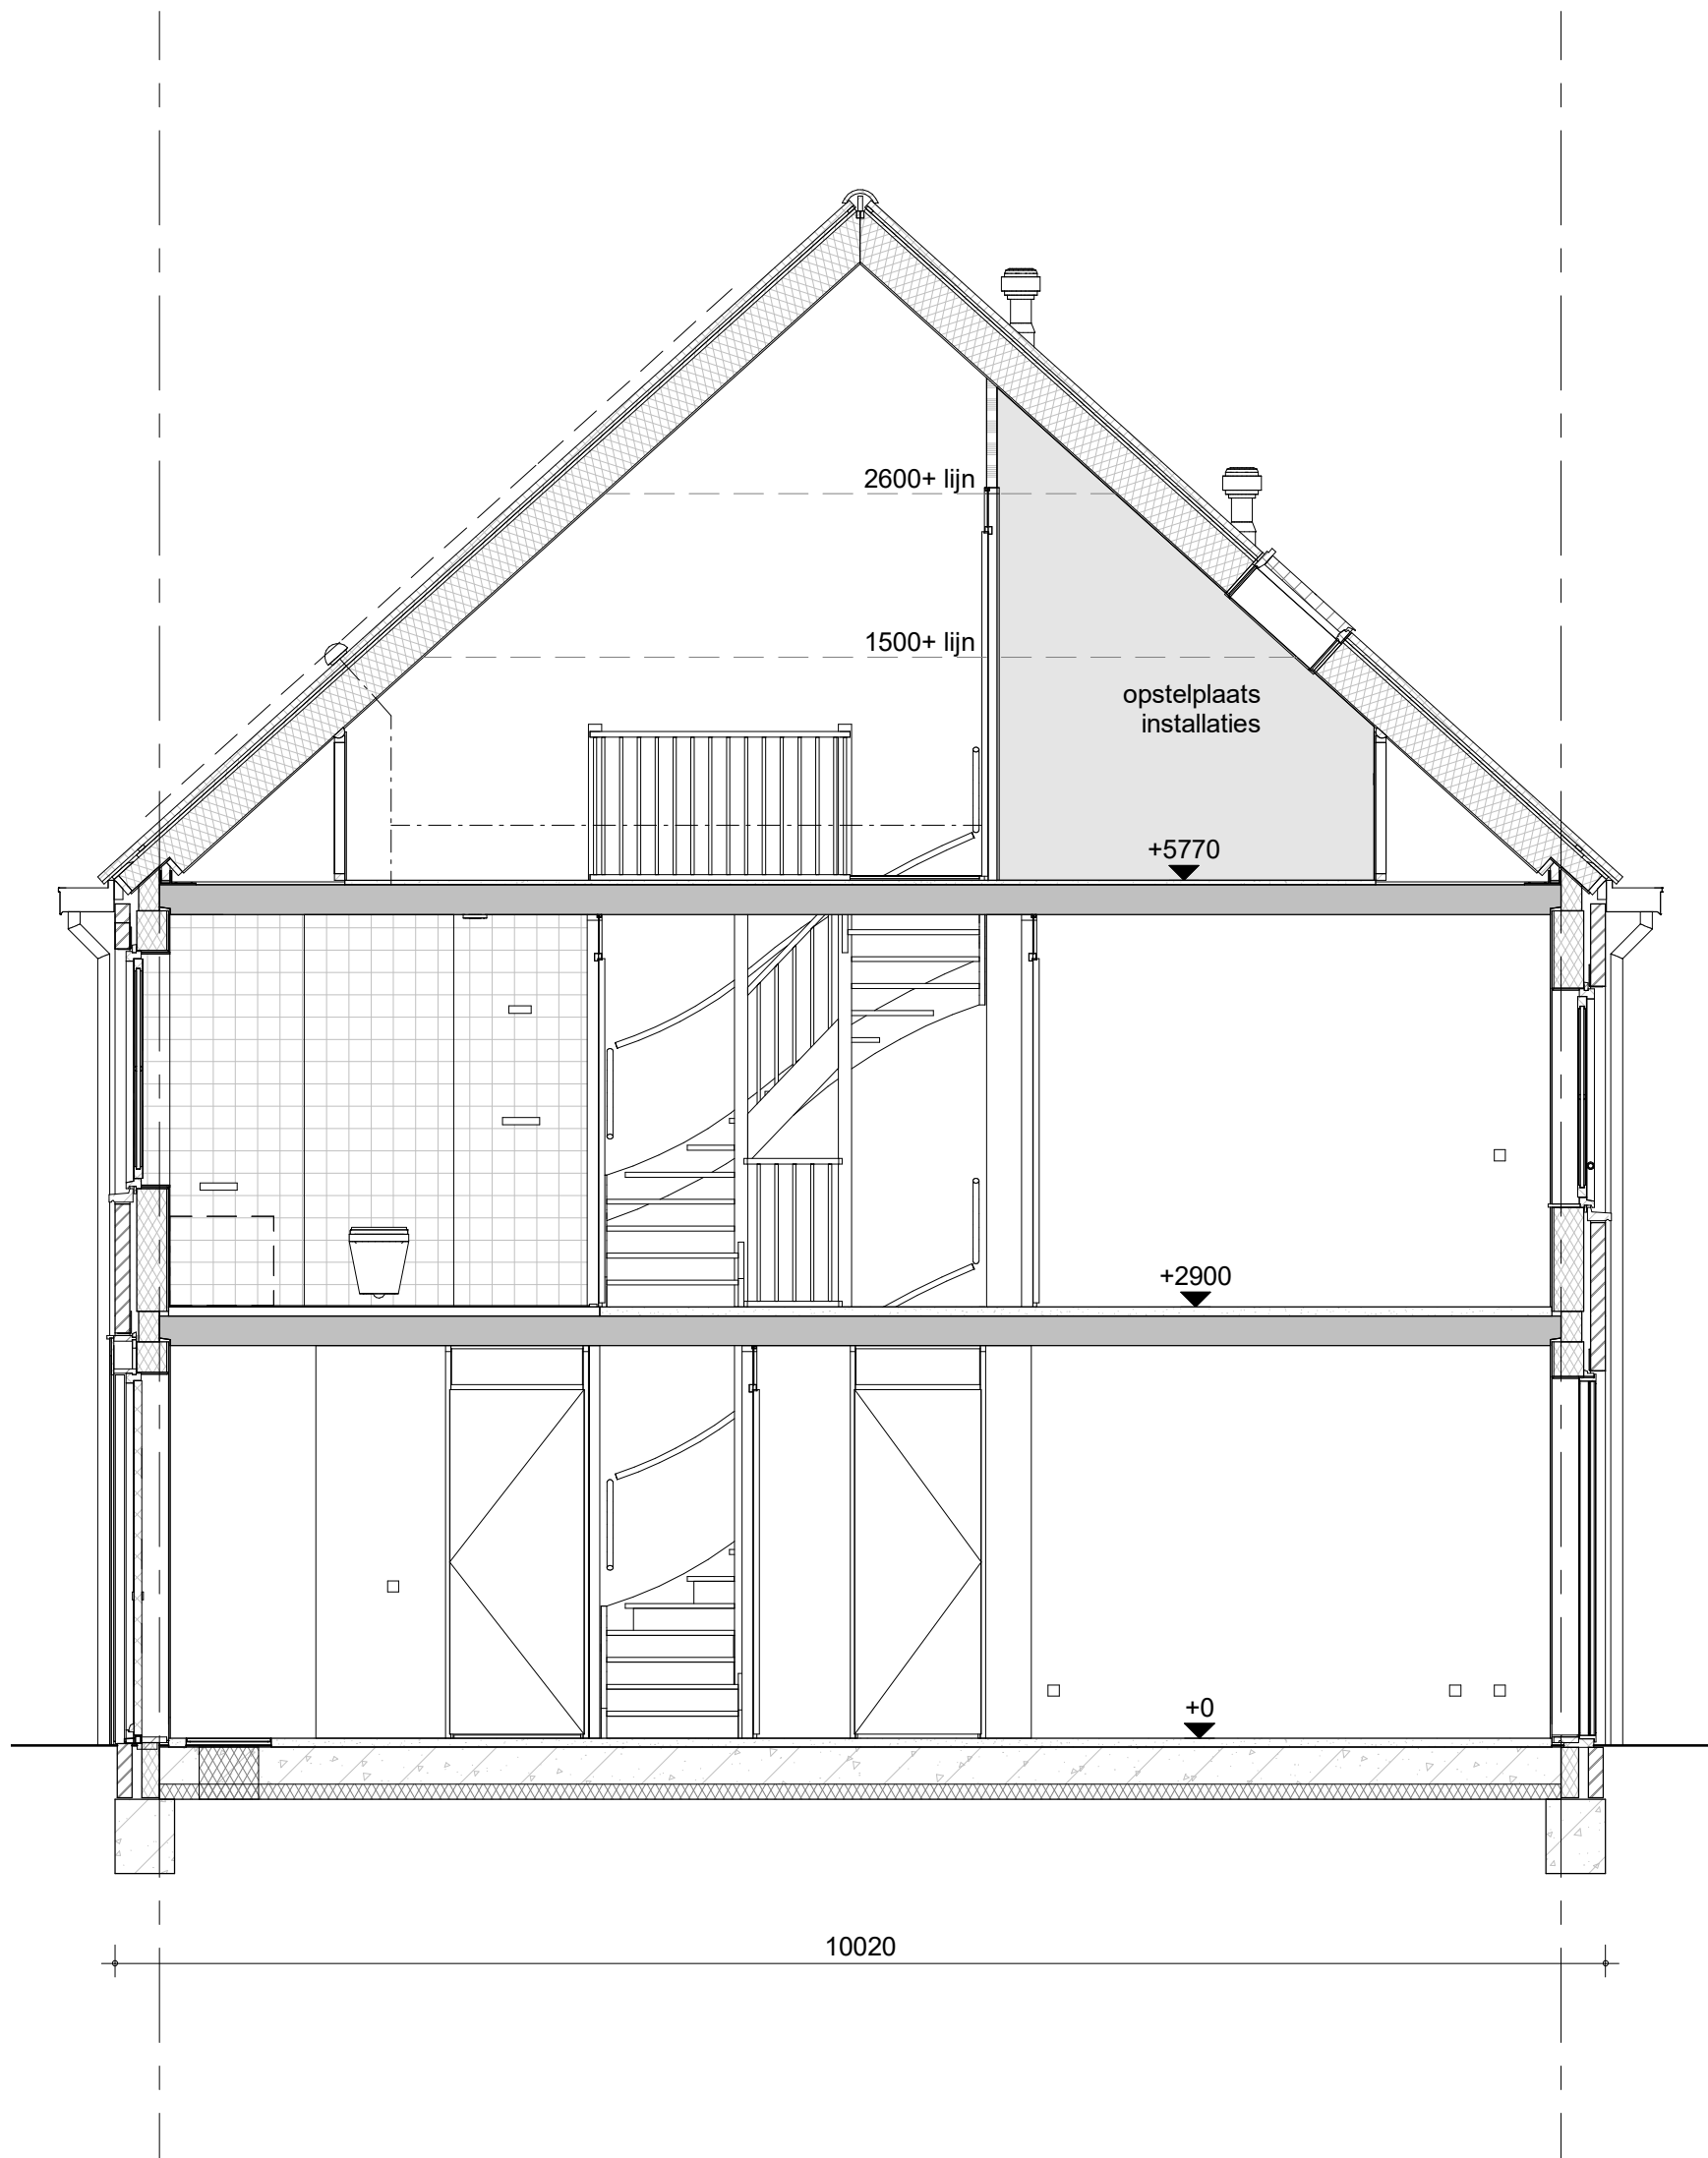 2600+ lijn
1500+ lijn
opstelplaats
installaties
+5770
+2900
+0
10020